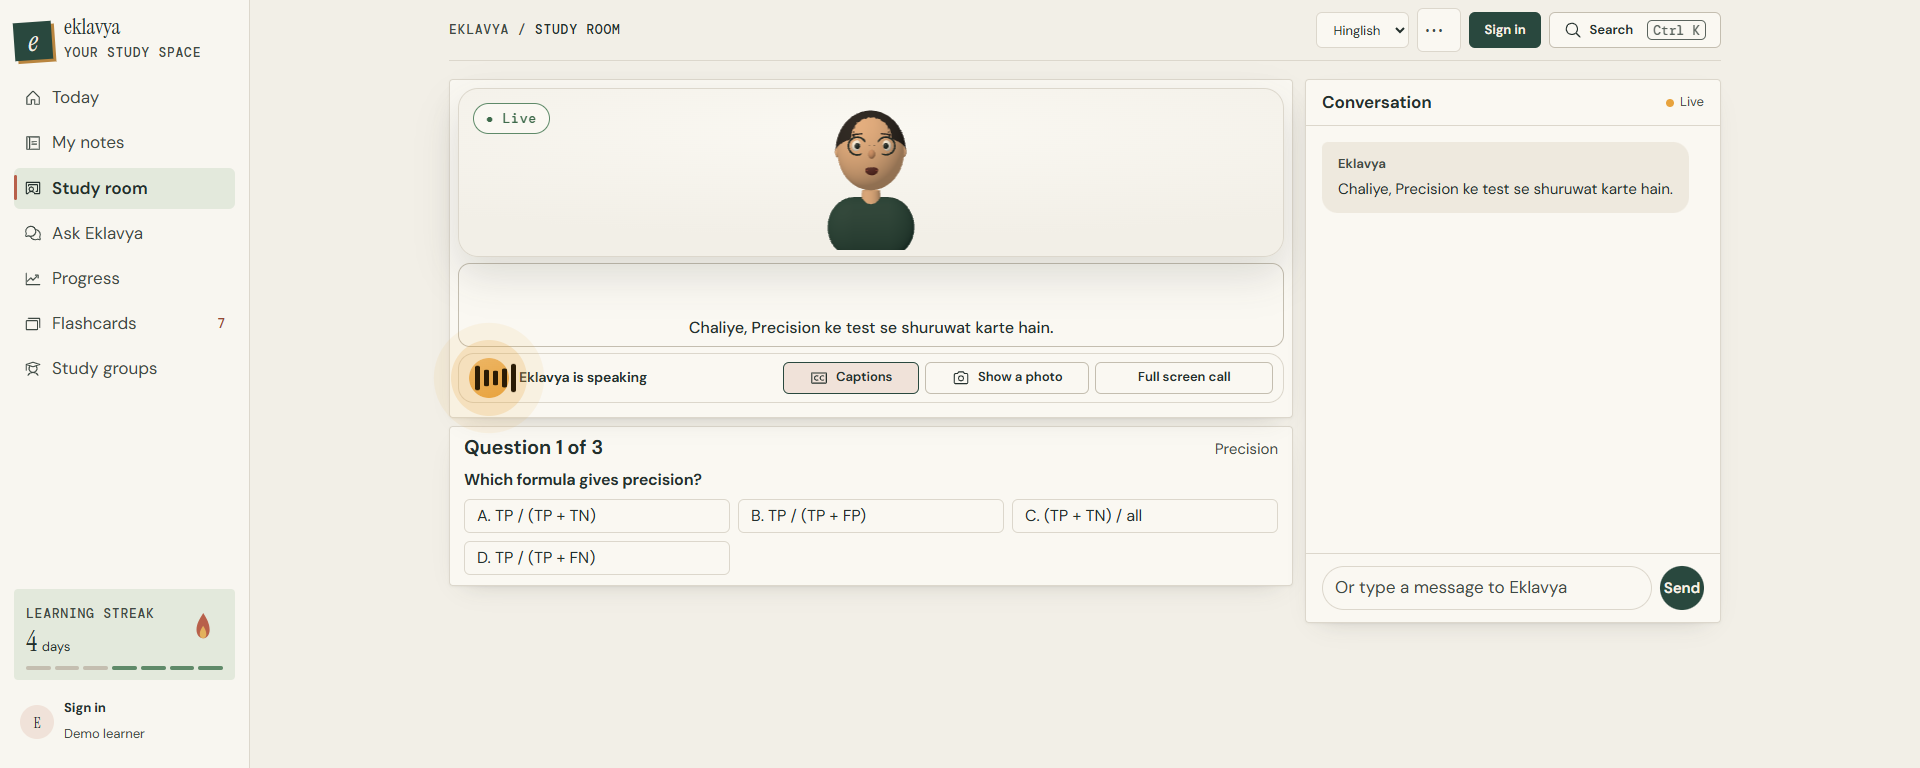 e
eklavya
YOUR STUDY SPACE
Today
My notes
Study room
Ask Eklavya
Progress
Flashcards 7
Study groups
LEARNING STREAK
4 days
E
Sign in
Demo learner
EKLAVYA / STUDY ROOM
Hinglish
...
Sign in
Search Ctrl K
Live
Chaliye, Precision ke test se shuruwat karte hain.
Eklavya is speaking
CC Captions
Show a photo
Full screen call
Question 1 of 3
Precision
Which formula gives precision?
A. TP / (TP + TN)
B. TP / (TP + FP)
C. (TP + TN) / all
D. TP / (TP + FN)
Conversation
Live
Eklavya
Chaliye, Precision ke test se shuruwat karte hain.
Or type a message to Eklavya
Send